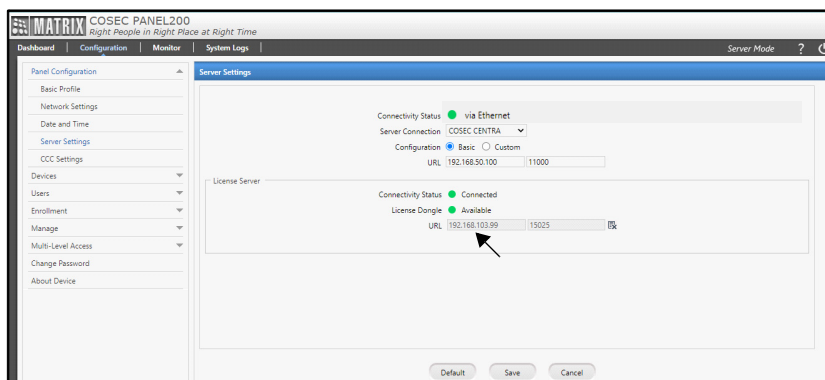 MATRIX COSEC PANEL200
Right People in Right Place at Right Time
Dashboard Configuration Monitor System Logs Server Mode ?
Panel Configuration
Basic Profile
Network Settings
Date and Time
Server Settings
CCC Settings
Devices
Users
Enrollment
Manage
Multi-Level Access
Change Password
About Device
Server Settings
Connectivity Status via Ethernet
Server Connection COSEC CENTRA
Configuration Basic Custom
URL 192.168.50.100 11000
License Server
Connectivity Status Connected
License Dongle Available
URL 192.168.103.99 15025
Default Save Cancel